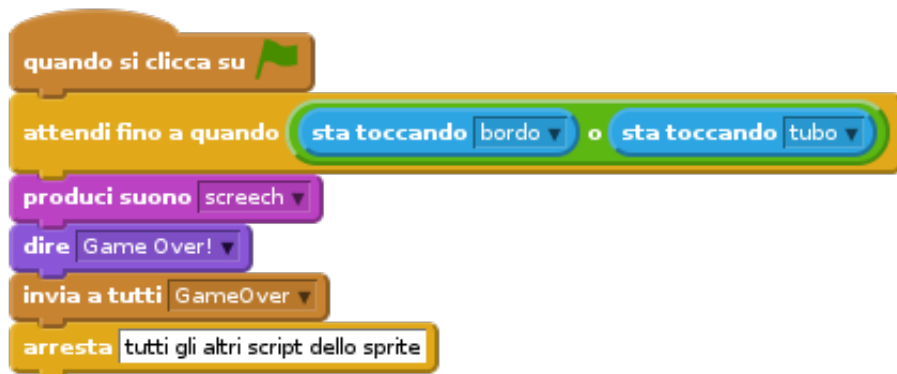 quando si clicca su
attendi fino a quando sta toccando bordo o sta toccando tubo
produci suono screech
dire Game Over!
invia a tutti GameOver
arresta tutti gli altri script dello sprite